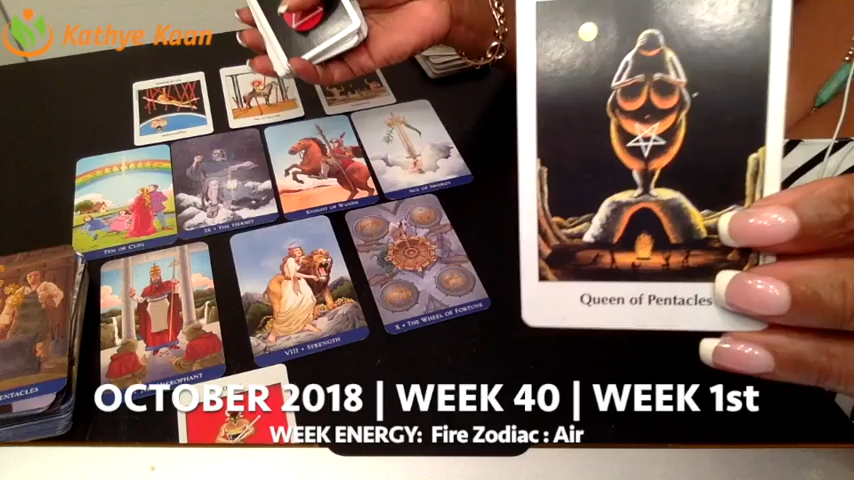 Kathye Kaan
TEN OF CUPS
IX • THE HERMIT
KNIGHT OF WANDS
ACE OF SWORDS
HIEROPHANT
VIII • STRENGTH
X • THE WHEEL OF FORTUNE
PENTACLES
Queen of Pentacles
OCTOBER 2018 | WEEK 40 | WEEK 1st
WEEK ENERGY: Fire Zodiac : Air